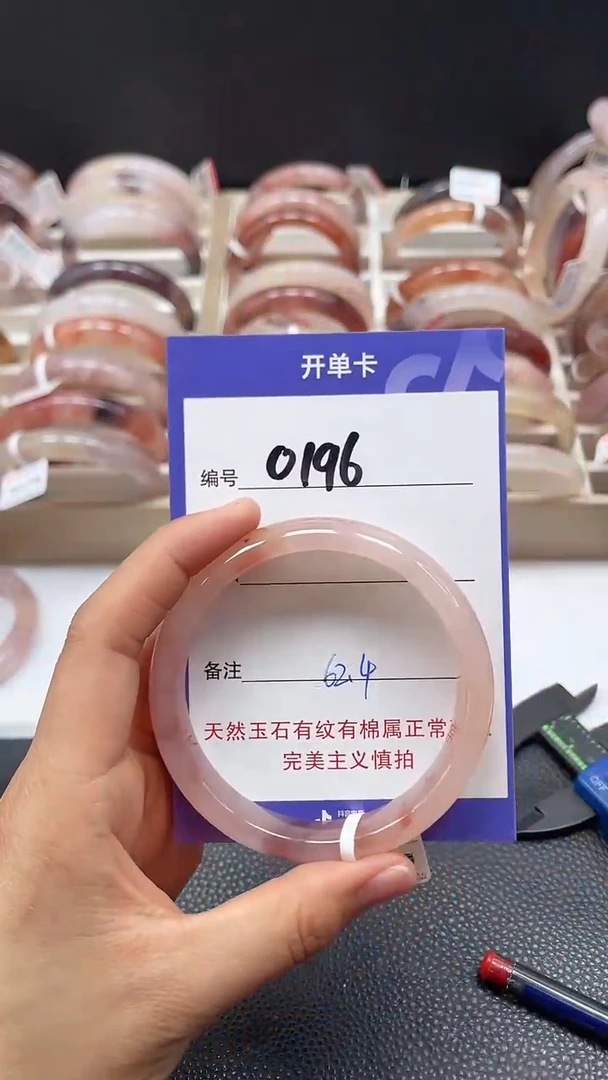 开单卡
编号 0196
备注 62.4
天然玉石有纹有棉属正常
完美主义慎拍